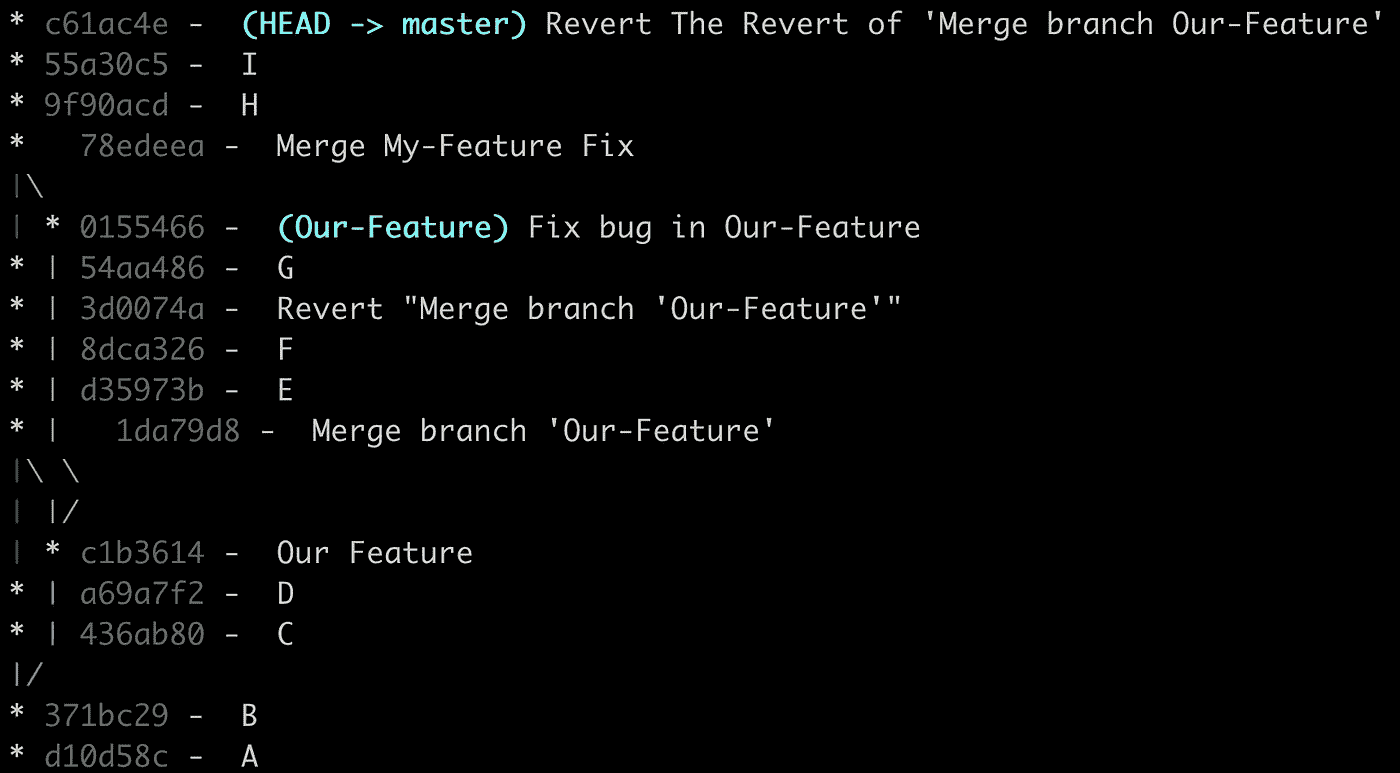 * c61ac4e -  (HEAD -> master) Revert The Revert of 'Merge branch Our-Feature'
* 55a30c5 -  I
* 9f90acd -  H
*   78edeea -  Merge My-Feature Fix
|\
| * 0155466 -  (Our-Feature) Fix bug in Our-Feature
* | 54aa486 -  G
* | 3d0074a -  Revert "Merge branch 'Our-Feature'"
* | 8dca326 -  F
* | d35973b -  E
* |   1da79d8 -  Merge branch 'Our-Feature'
|\ \
| |/
| * c1b3614 -  Our Feature
* | a69a7f2 -  D
* | 436ab80 -  C
|/
* 371bc29 -  B
* d10d58c -  A